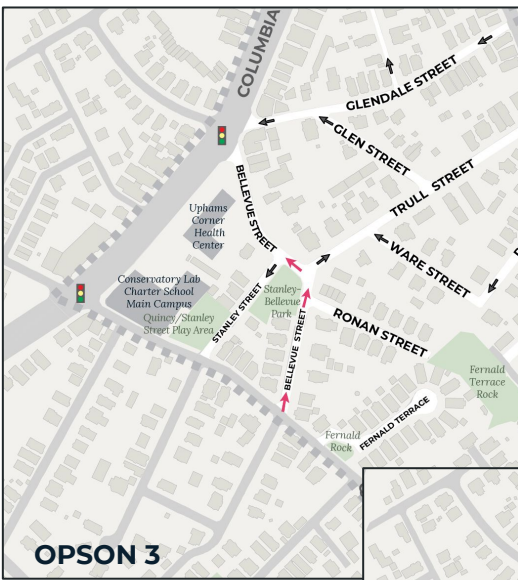 COLUMBIA
GLENDALE STREET
GLEN STREET
TRULL STREET
BELLEVUE STREET
Uphams
Corner
Health
Center
WARE STREET
Conservatory Lab
Charter School
Main Campus
Quincy/Stanley
Street Play Area
STANLEY STREET
Stanley-
Bellevue
Park
BELLEVUE STREET
RONAN STREET
Fernald
Terrace
Rock
FERNALD TERRACE
Fernald
Rock
OPSON 3